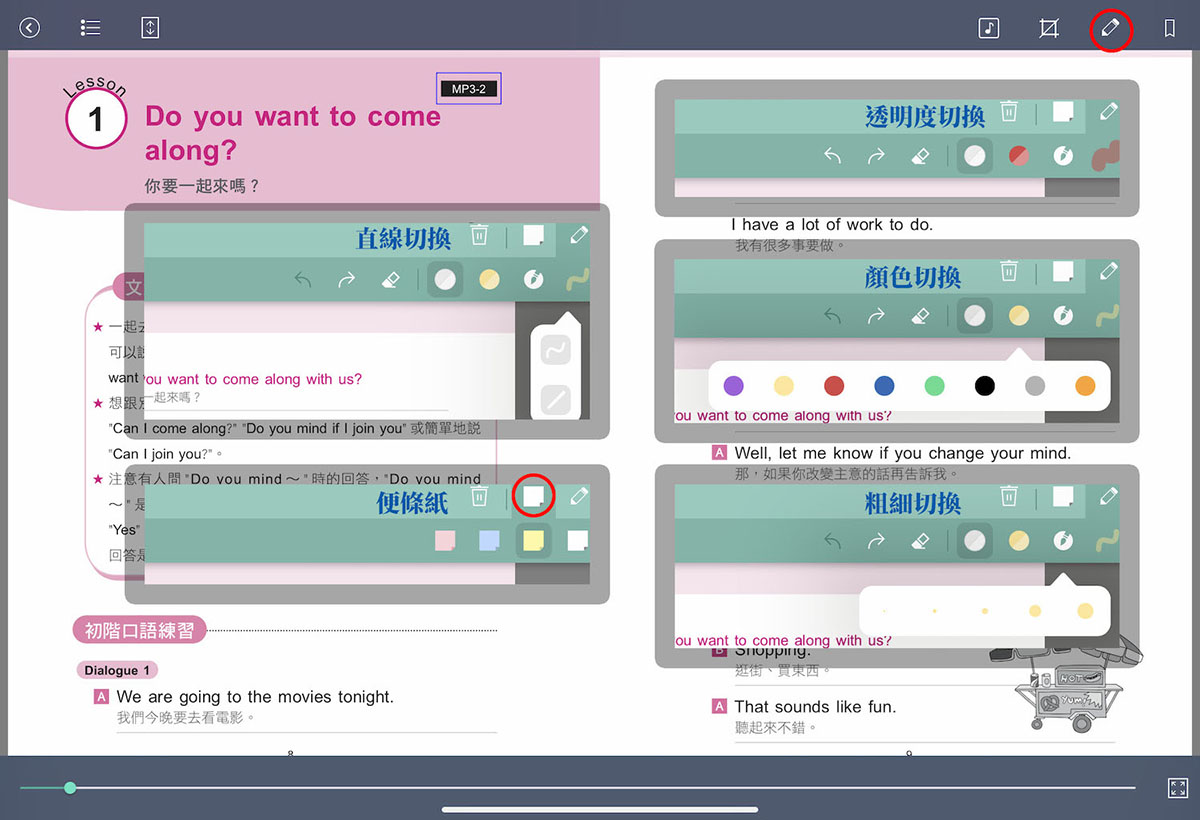 Lesson
1
MP3-2
Do you want to come
along?
你要一起來嗎？
直線切換
文
★ 一起去
可以說
want you want to come along with us?
一起來嗎？
★ 想跟別
"Can I come along?" "Do you mind if I join you" 或簡單地說
"Can I join you?"。
★ 注意有人問 "Do you mind ～ " 時的回答，"Do you mind
～ " 是
"Yes"
回答是
便條紙
初階口語練習
Dialogue 1
A We are going to the movies tonight.
我們今晚要去看電影。
8
透明度切換
I have a lot of work to do.
我有很多事要做。
顏色切換
ou want to come along with us?
A Well, let me know if you change your mind.
那，如果你改變主意的話再告訴我。
粗細切換
ou want to come along with us?
B Shopping.
逛街、買東西。
HOT
YUM
A That sounds like fun.
聽起來不錯。
9